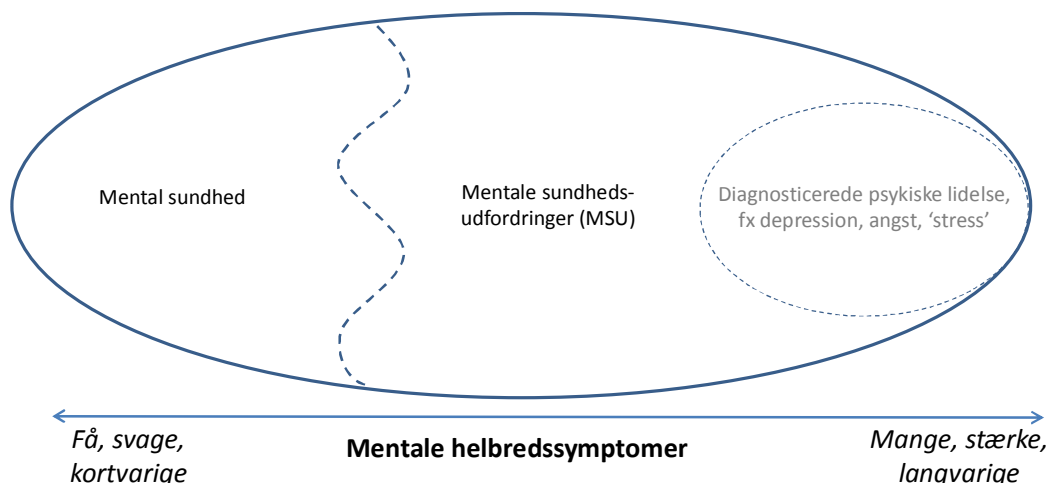 Mental sundhed
Mentale sundheds-
udfordringer (MSU)
Diagnosticerede psykiske lidelse,
fx depression, angst, ‘stress’
Få, svage,
kortvarige
Mentale helbredssymptomer
Mange, stærke,
langvarige